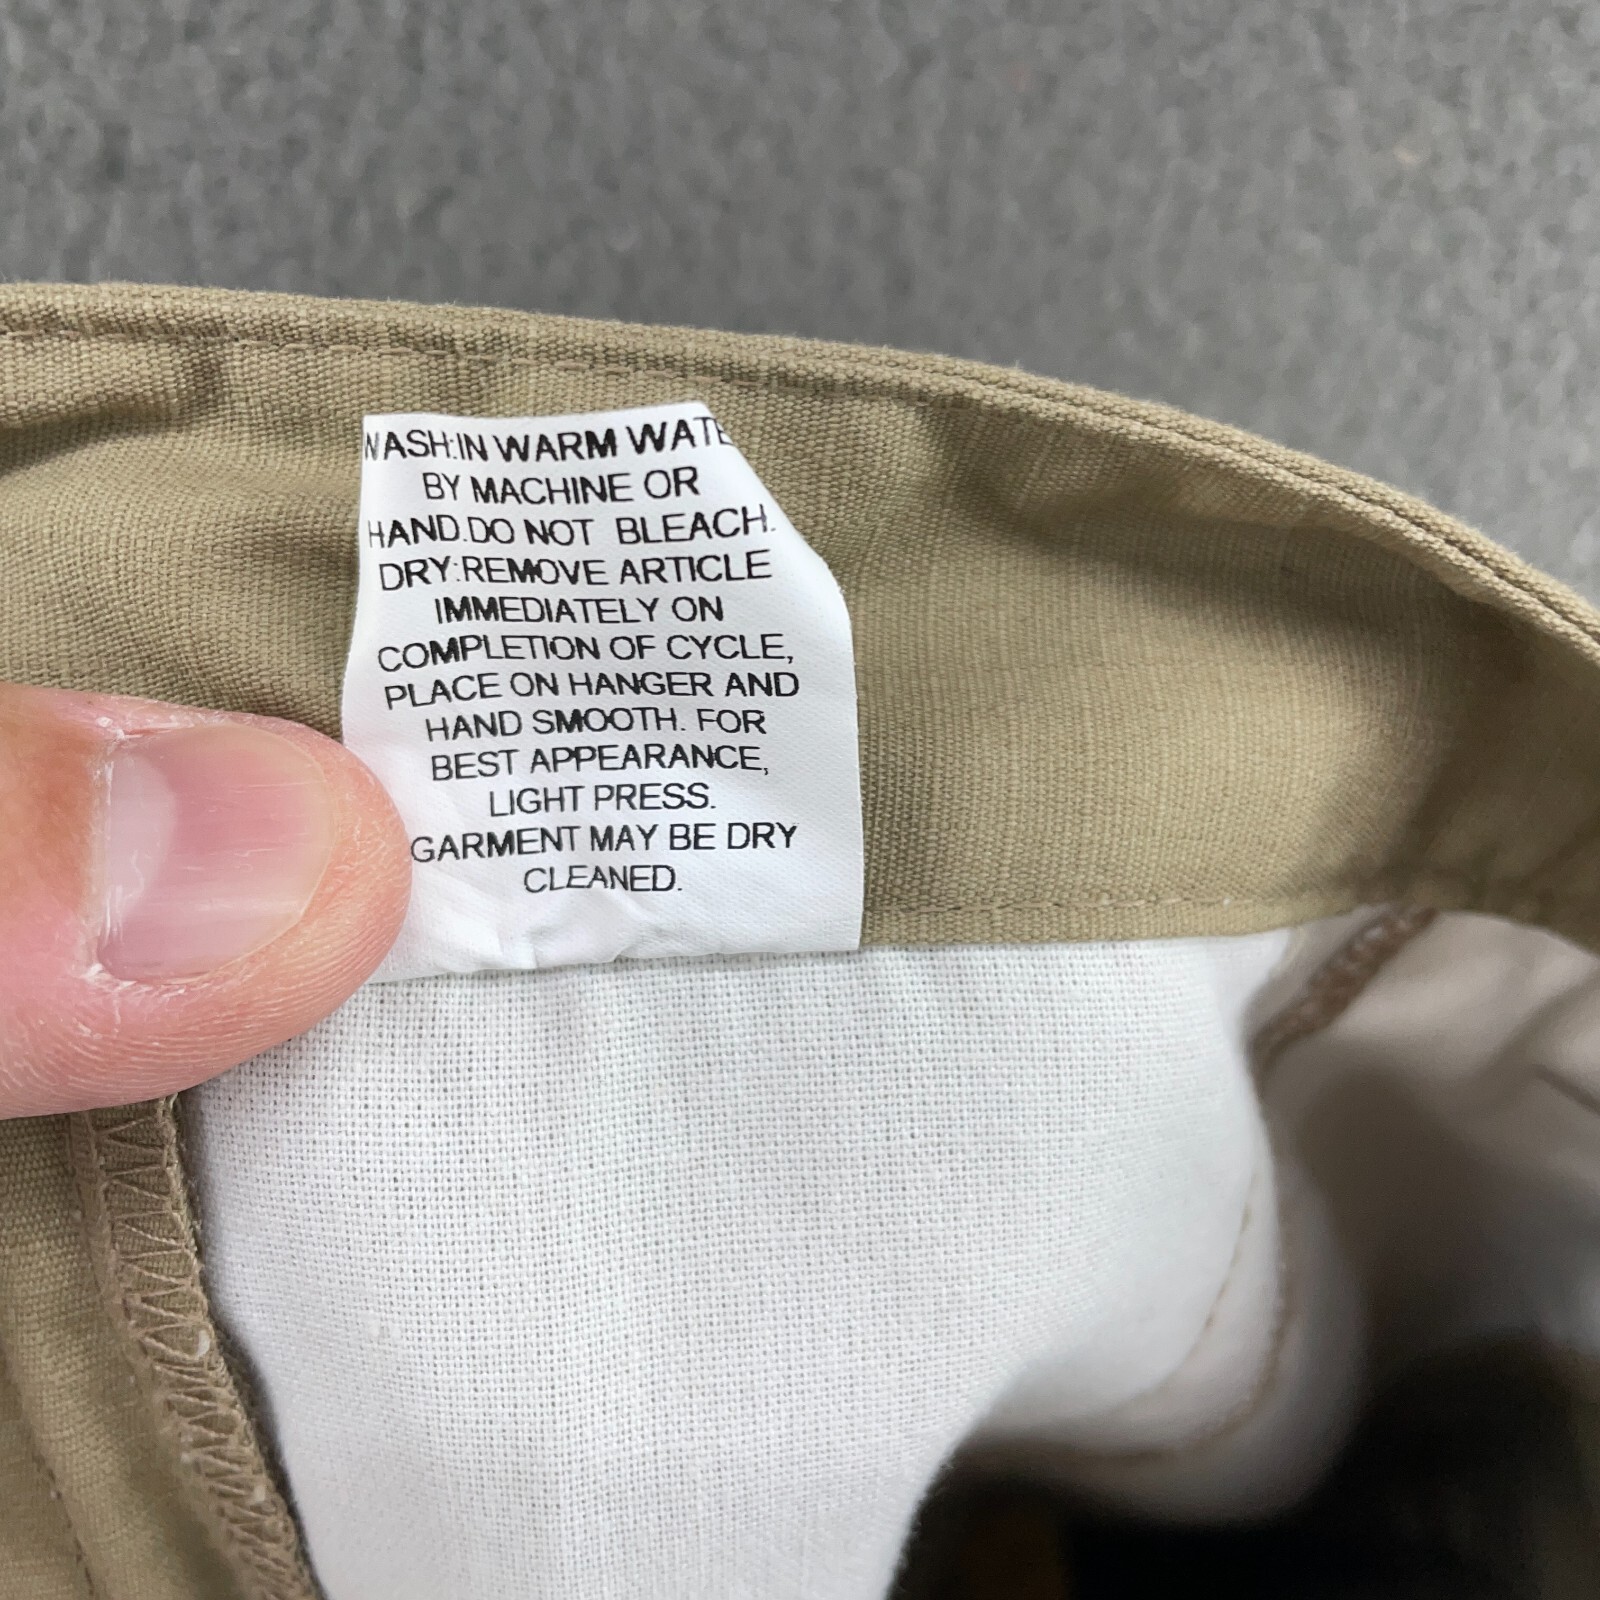 WASH:IN WARM WATE
BY MACHINE OR
HAND.DO NOT BLEACH.
DRY:REMOVE ARTICLE
IMMEDIATELY ON
COMPLETION OF CYCLE,
PLACE ON HANGER AND
HAND SMOOTH. FOR
BEST APPEARANCE,
LIGHT PRESS.
GARMENT MAY BE DRY
CLEANED.